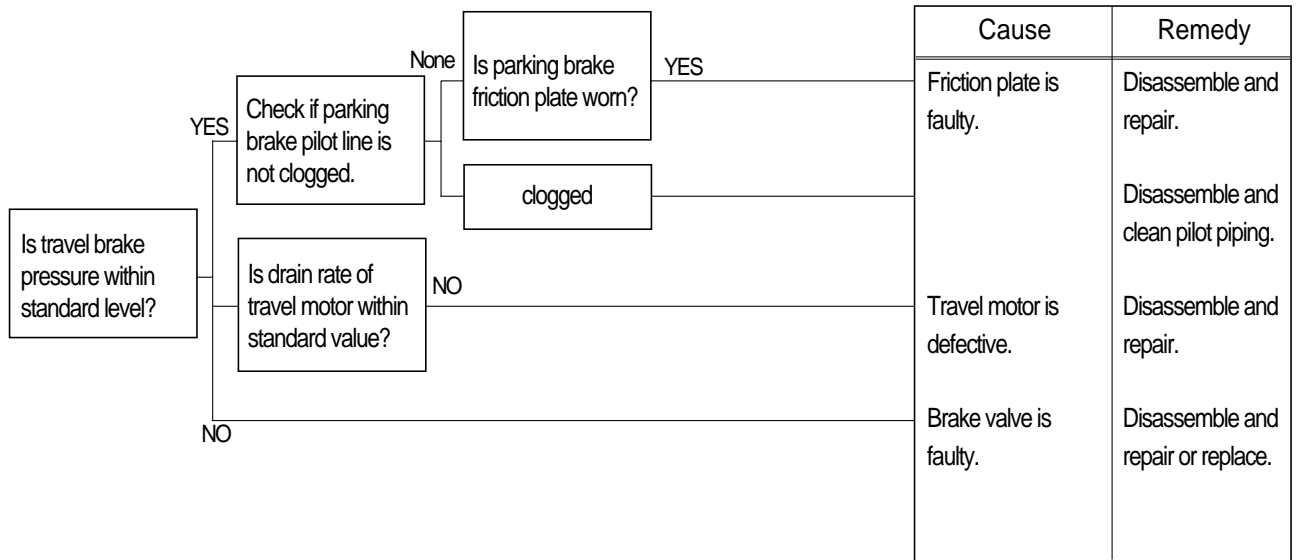 Cause
Remedy
None
Is parking brake
friction plate worn?
YES
Friction plate is
faulty.
Disassemble and
repair.
YES
Check if parking
brake pilot line is
not clogged.
clogged
Disassemble and
clean pilot piping.
Is travel brake
pressure within
standard level?
Is drain rate of
travel motor within
standard value?
NO
Travel motor is
defective.
Disassemble and
repair.
NO
Brake valve is
faulty.
Disassemble and
repair or replace.